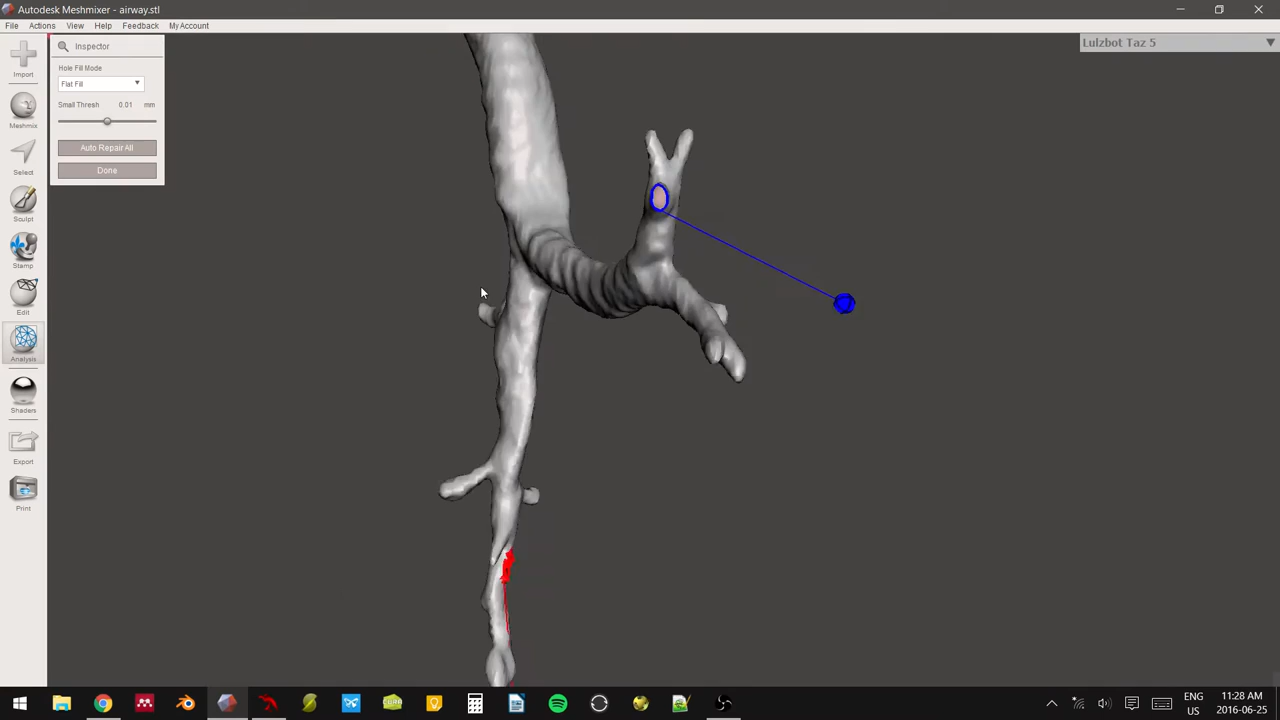 Autodesk Meshmixer - airway.stl
File Actions View Help Feedback My Account
Import
Meshmix
Select
Sculpt
Stamp
Edit
Analysis
Shaders
Export
Print
Inspector
Hole Fill Mode
Flat Fill
Small Thresh 0.01 mm
Auto Repair All
Done
Lulzbot Taz 5
CURA
ENG
US
11:28 AM
2016-06-25